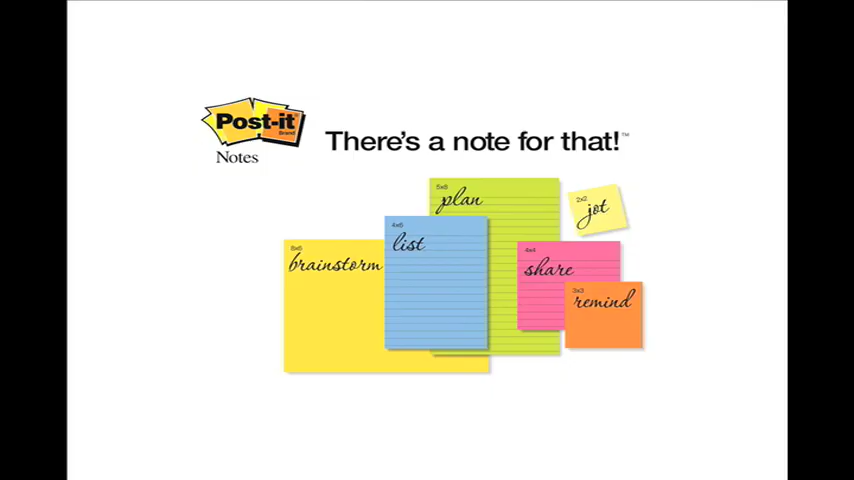 Post-it
Brand
Notes
There's a note for that!™
5x8
plan
2x2
jot
4x6
list
8x6
brainstorm
4x4
share
3x3
remind